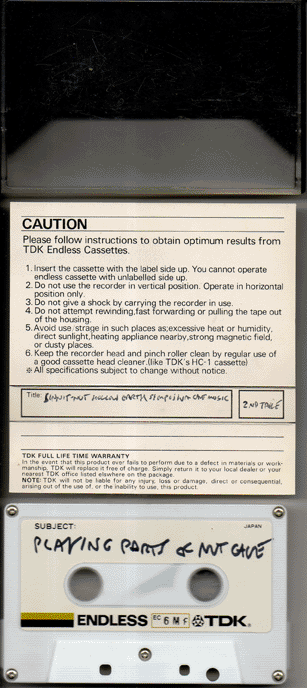 CAUTION
Please follow instructions to obtain optimum results from
TDK Endless Cassettes.
1. Insert the cassette with the label side up. You cannot operate
endless cassette with unlabelled side up.
2. Do not use the recorder in vertical position. Operate in horizontal
position only.
3. Do not give a shock by carrying the recorder in use.
4. Do not attempt rewinding,fast forwarding or pulling the tape out
of the housing.
5. Avoid use, strage in such places as;excessive heat or humidity,
direct sunlight,heating appliance nearby,strong magnetic field,
or dusty places.
6. Keep the recorder head and pinch roller clean by regular use of
a good cassette head cleaner.(like TDK's HC-1 cassette)
All specifications subject to change without notice.
Title:
MUSIC
2ND TAKE
TDK FULL LIFE TIME WARRANTY
In the event that this product ever fails to perform due to a defect in materials or work-
manship, TDK will replace it free of charge. Simply return it to your local dealer or your
nearest TDK office listed elsewhere on the package.
NOTE: TDK will not be liable for any injury, loss or damage, direct or consequential,
arising out of the use of, or the inability to use, this product.
SUBJECT:
JAPAN
PLAYING PARTS OF NUT
ENDLESS EC 6MF TDK